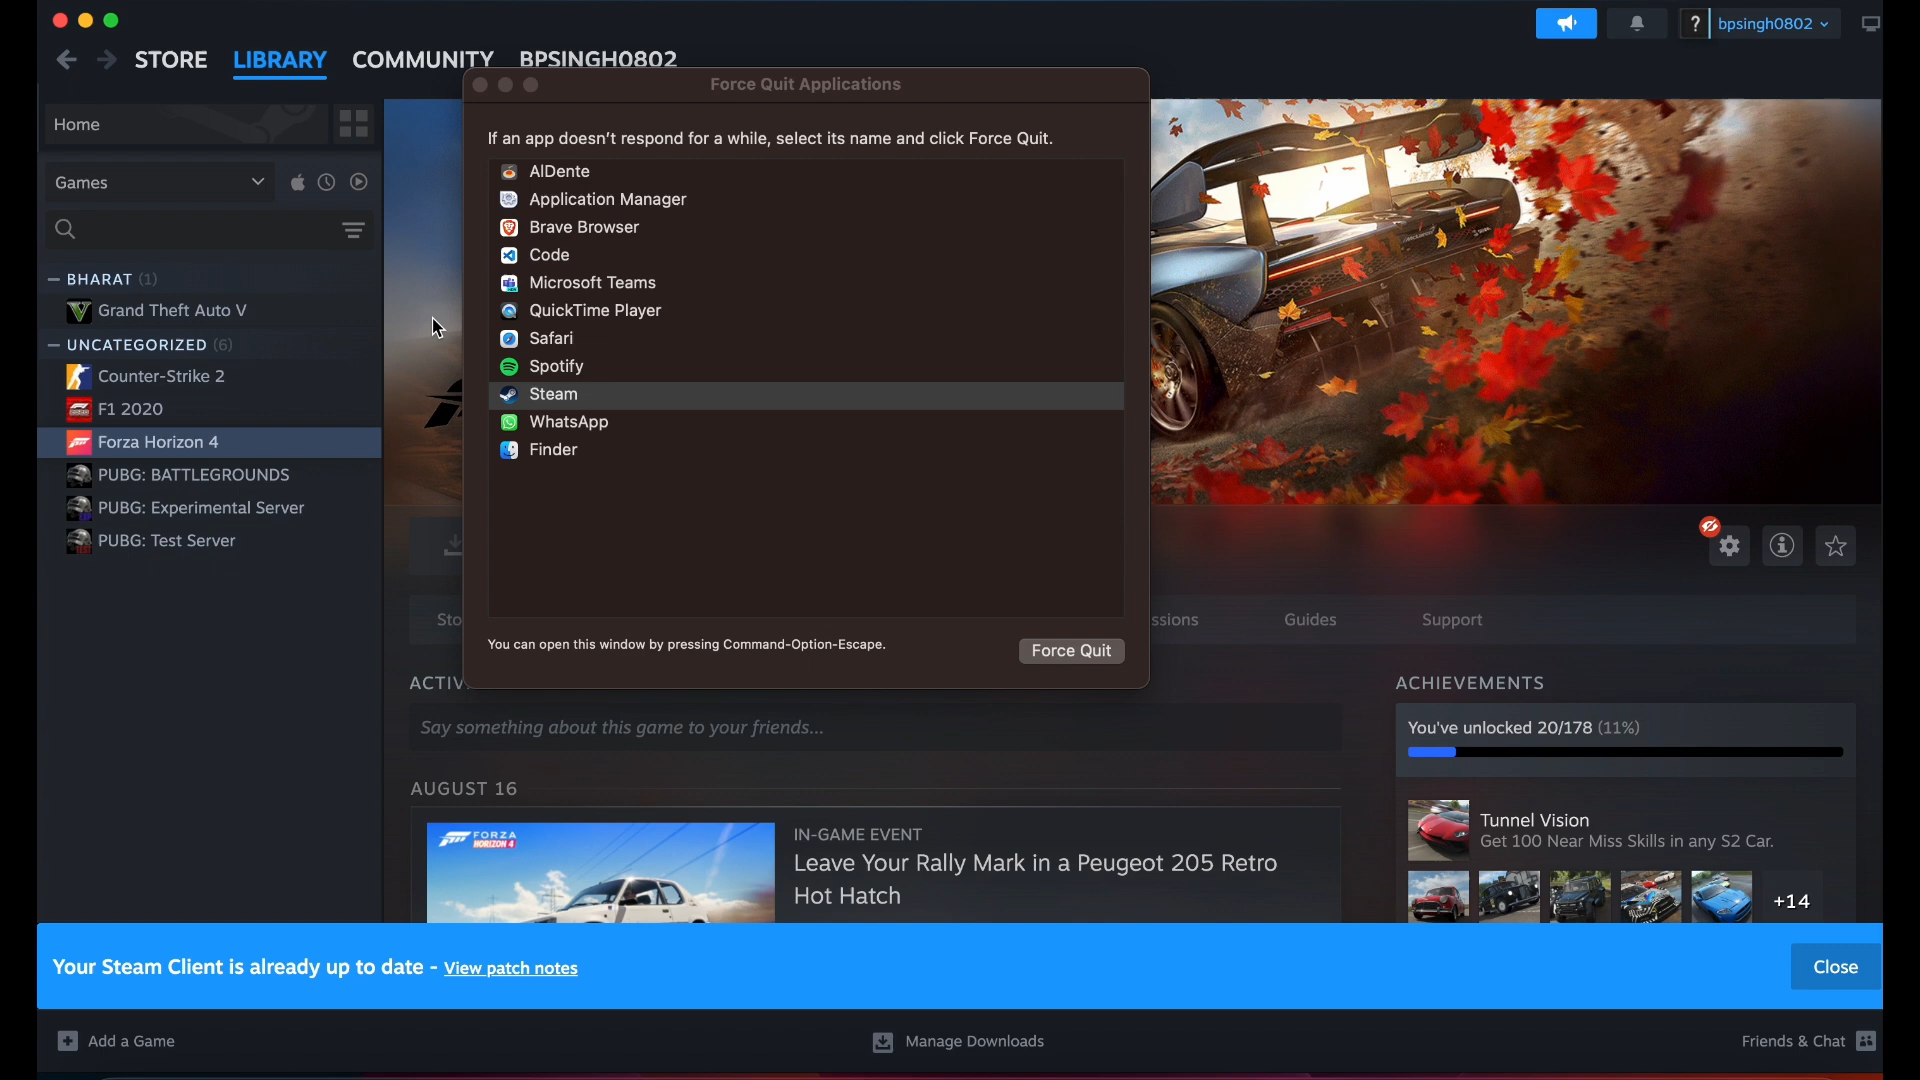 STORE
LIBRARY
COMMUNITY
BPSINGH0802
?
bpsingh0802
Home
Games
BHARAT (1)
Grand Theft Auto V
UNCATEGORIZED (6)
Counter-Strike 2
F1 2020
Forza Horizon 4
PUBG: BATTLEGROUNDS
PUBG: Experimental Server
PUBG: Test Server
Force Quit Applications
If an app doesn't respond for a while, select its name and click Force Quit.
AlDente
Application Manager
Brave Browser
Code
Microsoft Teams
QuickTime Player
Safari
Spotify
Steam
WhatsApp
Finder
You can open this window by pressing Command-Option-Escape.
Force Quit
Sto
ssions
Guides
Support
ACTIV
Say something about this game to your friends...
AUGUST 16
FORZA
HORIZON 4
IN-GAME EVENT
Leave Your Rally Mark in a Peugeot 205 Retro
Hot Hatch
ACHIEVEMENTS
You've unlocked 20/178 (11%)
Tunnel Vision
Get 100 Near Miss Skills in any S2 Car.
+14
Your Steam Client is already up to date - View patch notes
Close
Add a Game
Manage Downloads
Friends & Chat